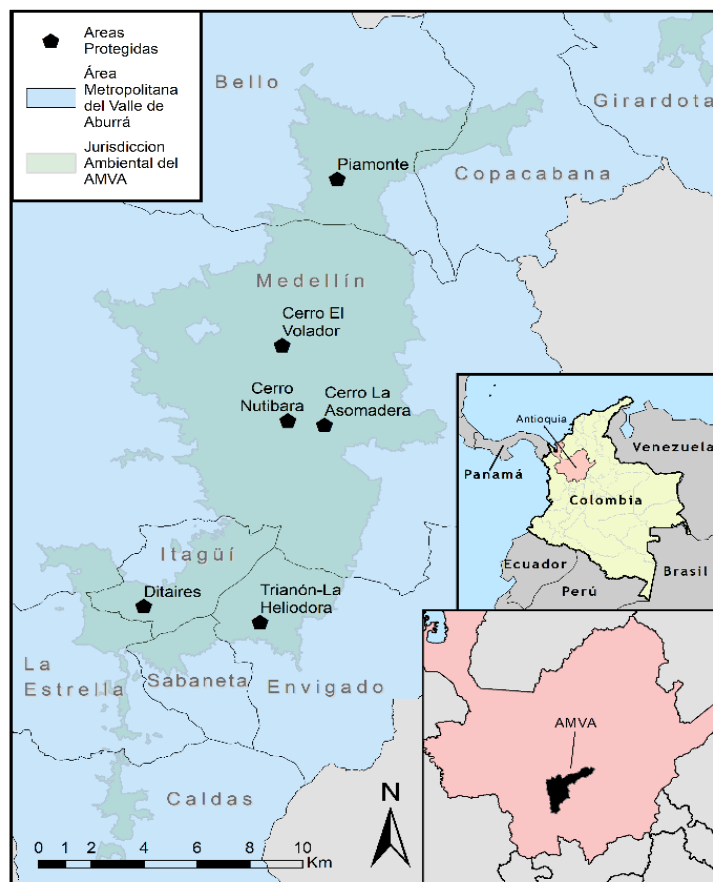 Areas
Protegidas
Área
Metropolitana
del Valle de
Aburrá
Jurisdiccion
Ambiental del
AMVA
Bello
Girardota
Piamonte
Copacabana
Medellín
Cerro El
Volador
Cerro
Nutibara
Cerro La
Asomadera
Antioquia
Venezuela
Panamá
Colombia
Ecuador
Brasil
Perú
Itagüí
Ditaires
Trianón-La
Heliodora
La
Estrella
Sabaneta
Envigado
AMVA
Caldas
N
0 2 4 6 8 10
Km